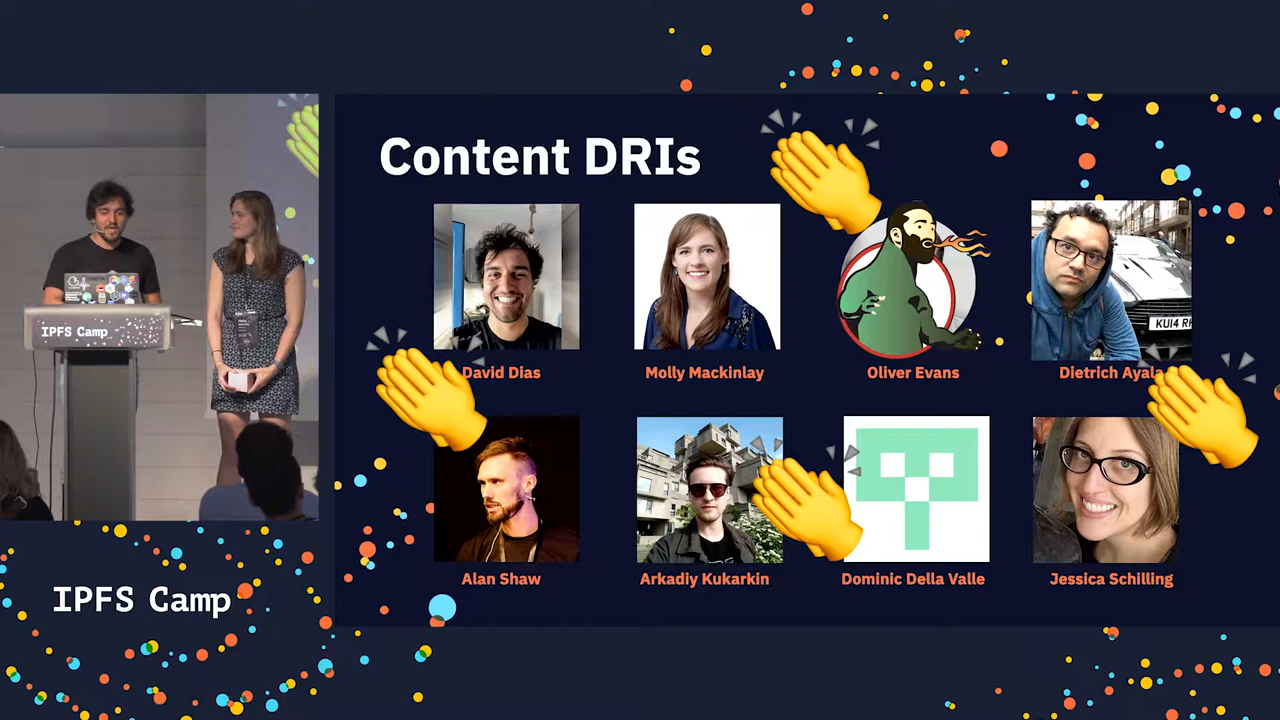 Content DRIs
IPFS Camp
David Dias
Molly Mackinlay
Oliver Evans
Dietrich Ayala
KU14
Alan Shaw
Arkadiy Kukarkin
Dominic Della Valle
Jessica Schilling
IPFS Camp